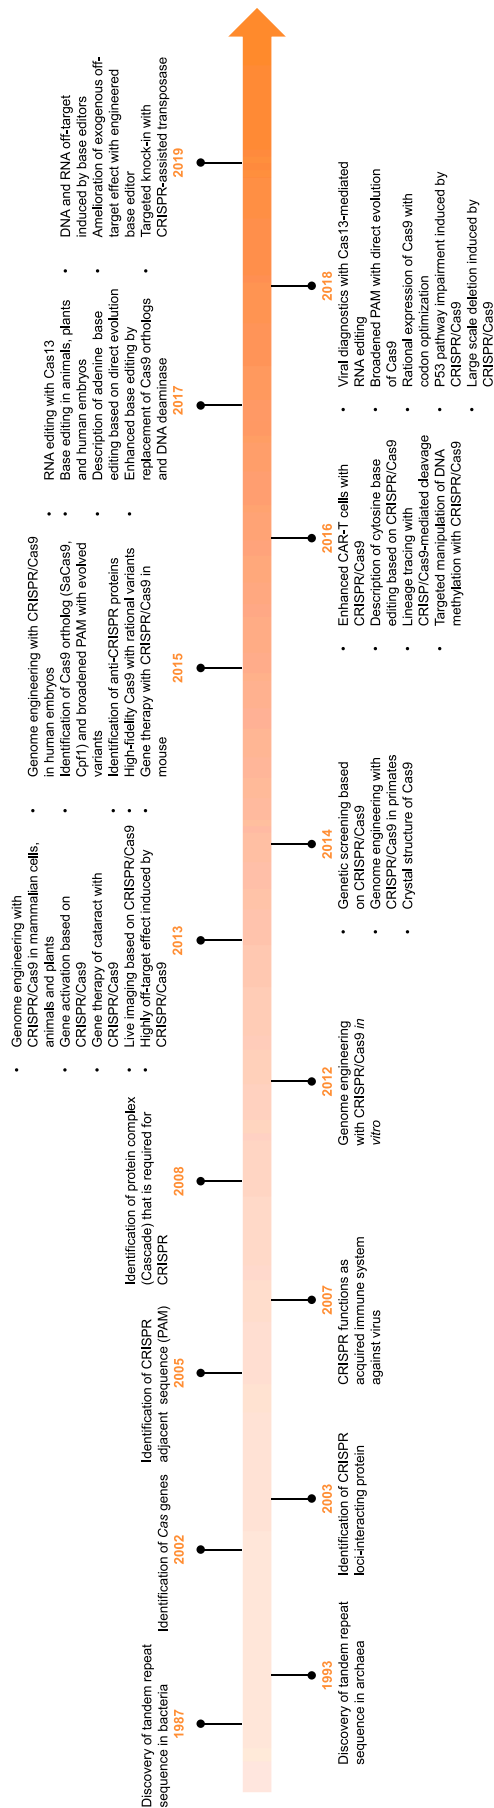 Discovery of tandem repeat
sequence in bacteria
1987
1993
Discovery of tandem repeat
sequence in archaea
Identification of Cas genes
2002
2003
Identification of CRISPR
loci-interacting protein
Identification of CRISPR
adjacent sequence (PAM)
2005
2007
CRISPR functions as
acquired immune system
against virus
Identification of protein complex
(Cascade) that is required for
CRISPR
2008
2012
Genome engineering
with CRISPR/Cas9 in
vitro
• Genome engineering with
CRISPR/Cas9 in mammalian cells,
animals and plants
• Gene activation based on
CRISPR/Cas9
• Gene therapy of cataract with
CRISPR/Cas9
• Live imaging based on CRISPR/Cas9
• Highly off-target effect induced by
CRISPR/Cas9
2013
2014
• Genetic screening based
on CRISPR/Cas9
• Genome engineering with
CRISPR/Cas9 in primates
• Crystal structure of Cas9
• Genome engineering with CRISPR/Cas9
in human embryos
• Identification of Cas9 ortholog (SaCas9,
Cpf1) and broadened PAM with evolved
variants
• Identification of anti-CRISPR proteins
• High-fidelity Cas9 with rational variants
• Gene therapy with CRISPR/Cas9 in
mouse
2015
2016
• Enhanced CAR-T cells with
CRISPR/Cas9
• Description of cytosine base
editing based on CRISPR/Cas9
• Lineage tracing with
CRISP/Cas9-mediated cleavage
• Targeted manipulation of DNA
methylation with CRISPR/Cas9
• RNA editing with Cas13
• Base editing in animals, plants
and human embryos
• Description of adenine base
editing based on direct evolution
• Enhanced base editing by
replacement of Cas9 orthologs
and DNA deaminase
2017
2018
• Viral diagnostics with Cas13-mediated
RNA editing
• Broadened PAM with direct evolution
of Cas9
• Rational expression of Cas9 with
codon optimization
• P53 pathway impairment induced by
CRISPR/Cas9
• Large scale deletion induced by
CRISPR/Cas9
• DNA and RNA off-target
induced by base editors
• Amelioration of exogenous off-
target effect with engineered
base editor
• Targeted knock-in with
CRISPR-assisted transposase
2019